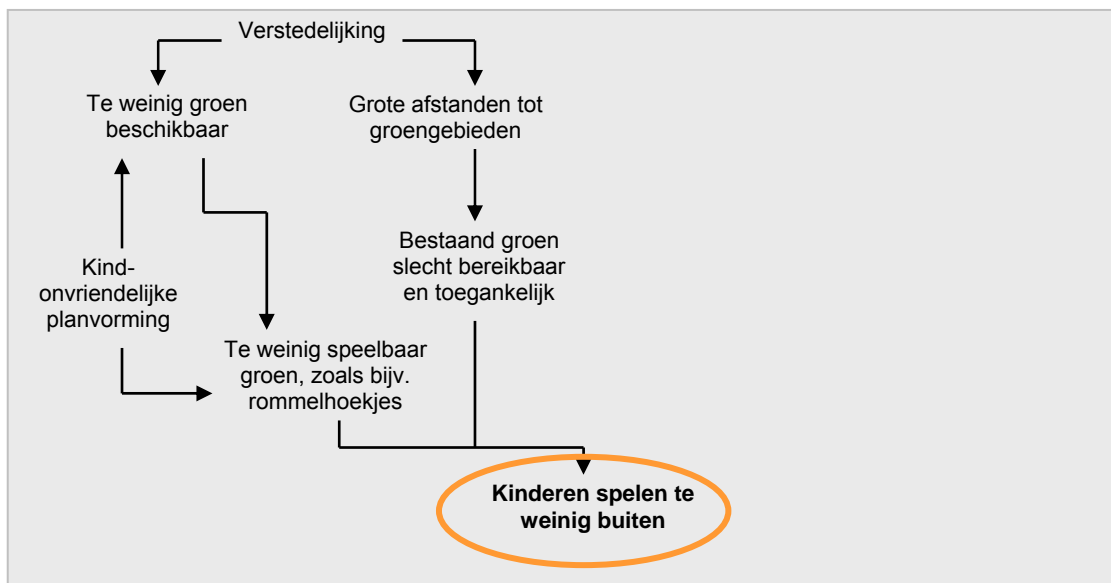 Verstedelijking
Te weinig groen
beschikbaar
Grote afstanden tot
groengebieden
Bestaand groen
slecht bereikbaar
en toegankelijk
Kind-
onvriendelijke
planvorming
Te weinig speelbaar
groen, zoals bijv.
rommelhoekjes
Kinderen spelen te
weinig buiten